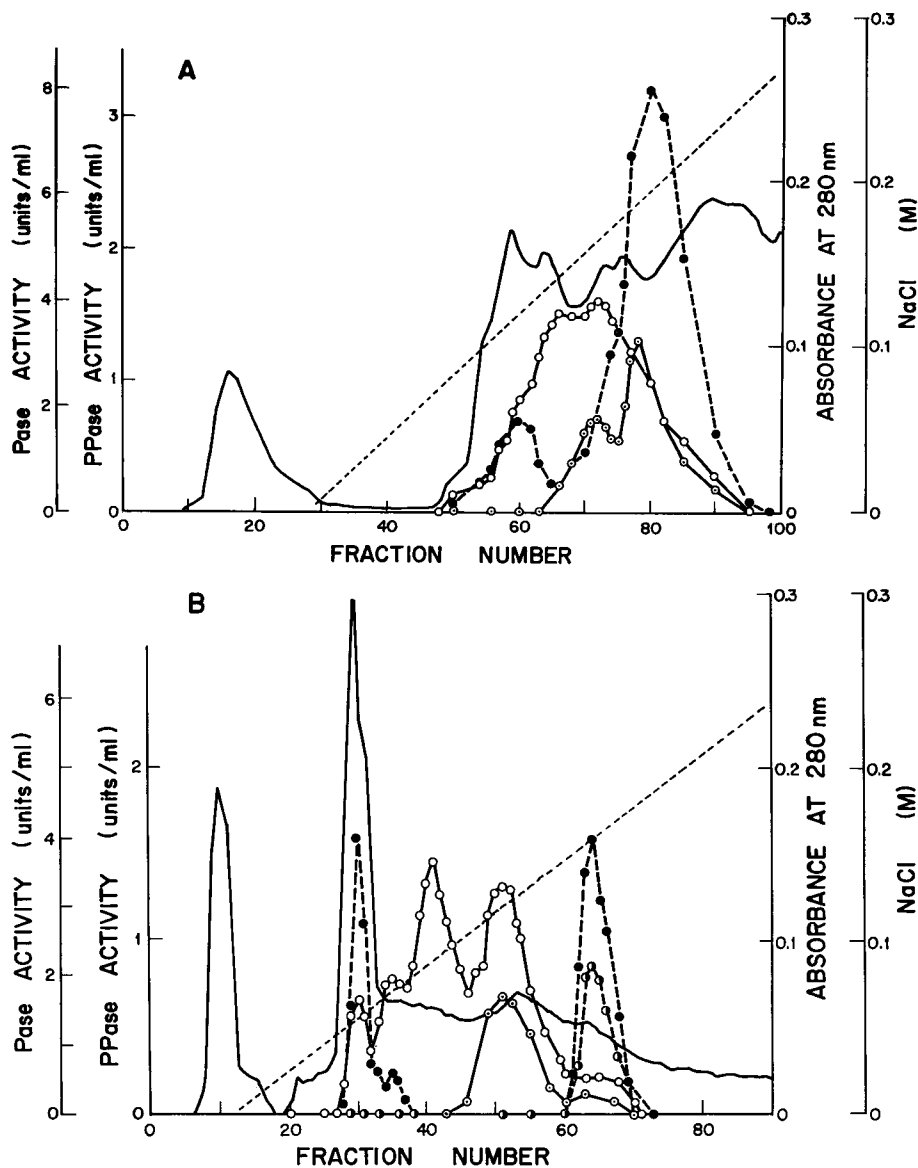 A
Pase ACTIVITY (units/ml)
8
6
4
2
0
PPase ACTIVITY (units/ml)
3
2
1
0
0.3
0.2
0.1
0
ABSORBANCE AT 280nm
0.3
0.2
0.1
0
NaCl (M)
0 20 40 60 80 100
FRACTION NUMBER
B
Pase ACTIVITY (units/ml)
6
4
2
0
PPase ACTIVITY (units/ml)
2
1
0
0.3
0.2
0.1
0
ABSORBANCE AT 280nm
0.3
0.2
0.1
0
NaCl (M)
0 20 40 60 80
FRACTION NUMBER